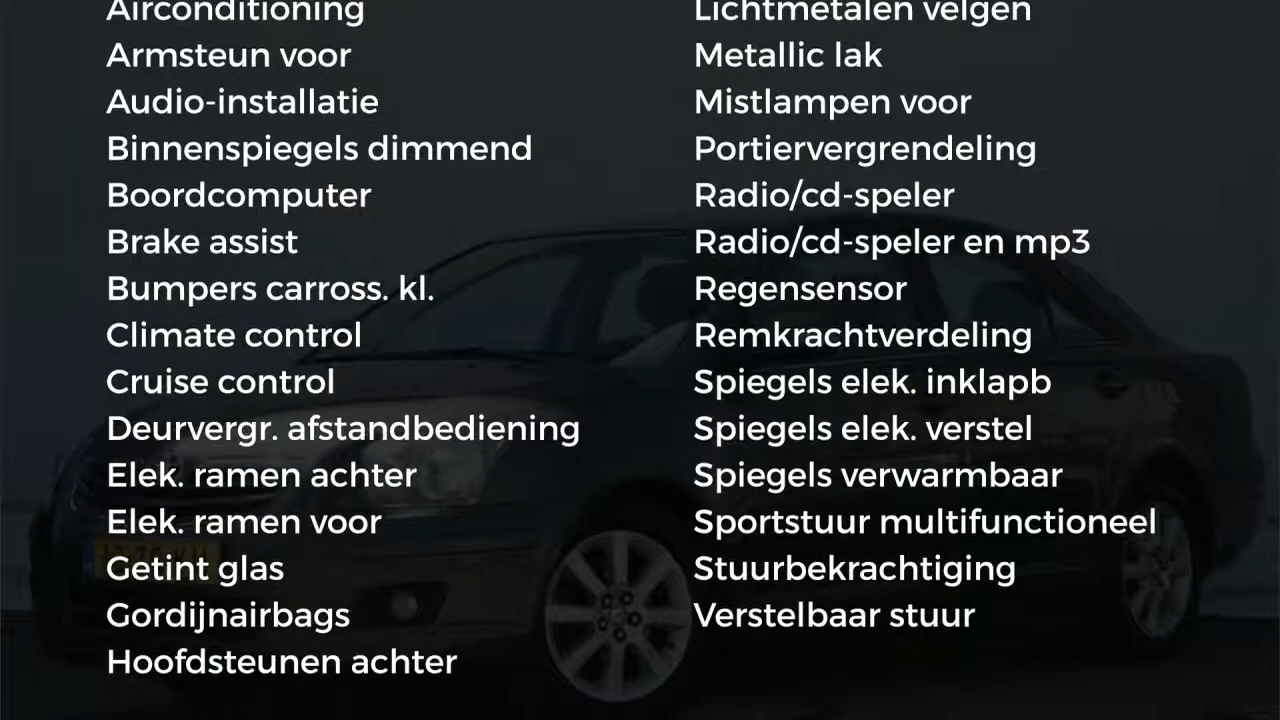 Airconditioning
Armsteun voor
Audio-installatie
Binnenspiegels dimmend
Boordcomputer
Brake assist
Bumpers carross. kl.
Climate control
Cruise control
Deurvergr. afstandbediening
Elek. ramen achter
Elek. ramen voor
Getint glas
Gordijnairbags
Hoofdsteunen achter
Lichtmetalen velgen
Metallic lak
Mistlampen voor
Portiervergrendeling
Radio/cd-speler
Radio/cd-speler en mp3
Regensensor
Remkrachtverdeling
Spiegels elek. inklapb
Spiegels elek. verstel
Spiegels verwarmbaar
Sportstuur multifunctioneel
Stuurbekrachtiging
Verstelbaar stuur